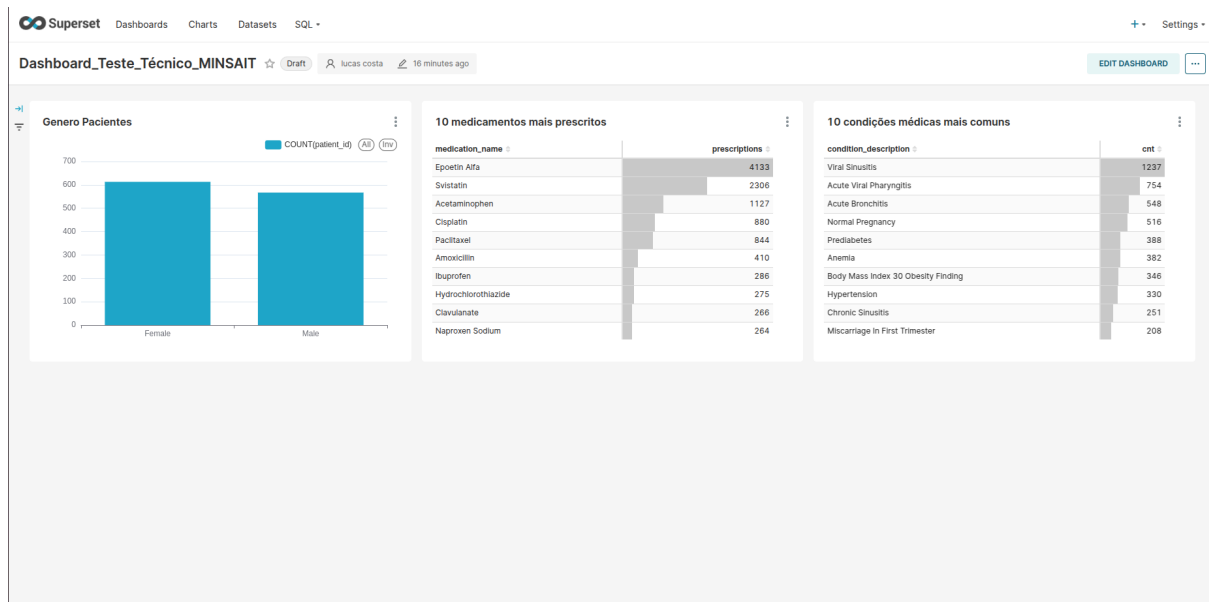 Superset Dashboards Charts Datasets SQL + Settings
Dashboard_Teste_Técnico_MINSAIT Draft lucas costa 16 minutes ago EDIT DASHBOARD ...
Genero Pacientes
COUNT(patient_id) All Inv
700
600
500
400
300
200
100
0
Female Male
10 medicamentos mais prescritos
medication_name prescriptions
Epoetin Alfa 4133
Svistatin 2306
Acetaminophen 1127
Cisplatin 880
Paclitaxel 844
Amoxicillin 410
Ibuprofen 286
Hydrochlorothiazide 275
Clavulanate 266
Naproxen Sodium 264
10 condições médicas mais comuns
condition_description cnt
Viral Sinusitis 1237
Acute Viral Pharyngitis 754
Acute Bronchitis 548
Normal Pregnancy 516
Prediabetes 388
Anemia 382
Body Mass Index 30 Obesity Finding 346
Hypertension 330
Chronic Sinusitis 251
Miscarriage In First Trimester 208